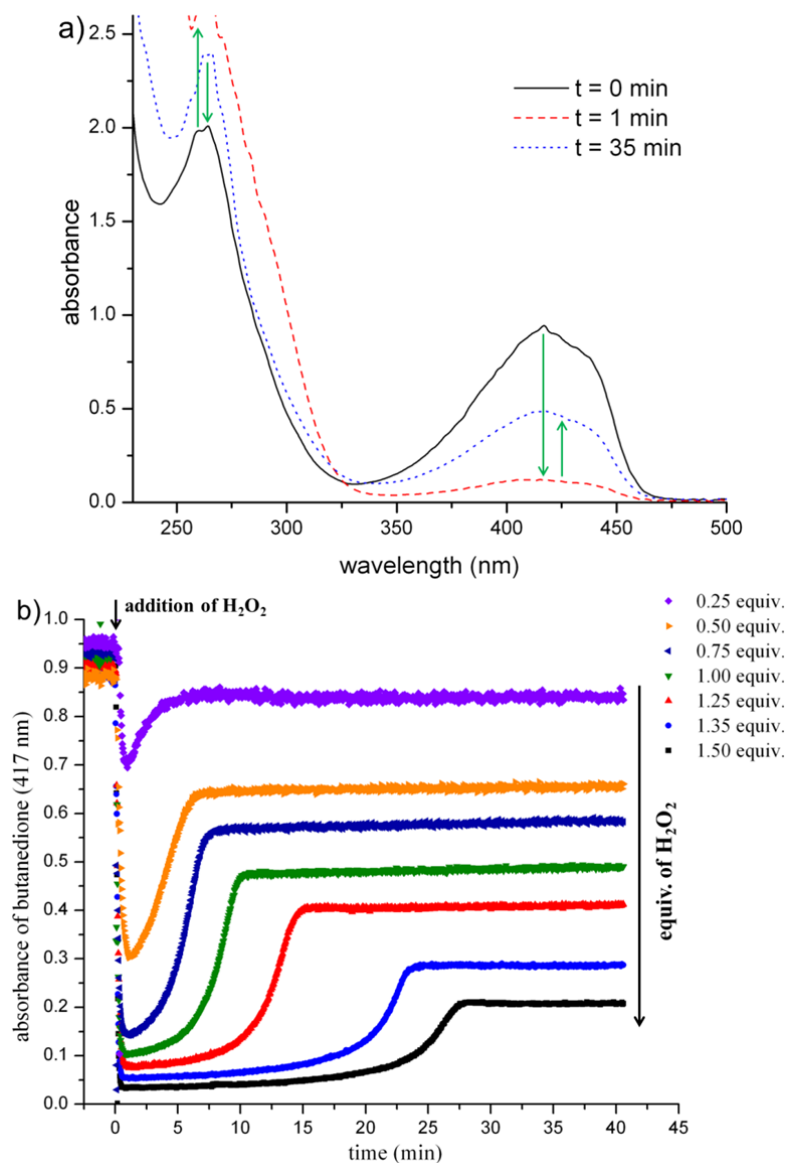 a)
2.5
2.0
1.5
1.0
0.5
0.0
absorbance
t = 0 min
t = 1 min
t = 35 min
250 300 350 400 450 500
wavelength (nm)
b)
addition of H₂O₂
1.0
0.9
0.8
0.7
0.6
0.5
0.4
0.3
0.2
0.1
0.0
absorbance of butanedione (417 nm)
0.25 equiv.
0.50 equiv.
0.75 equiv.
1.00 equiv.
1.25 equiv.
1.35 equiv.
1.50 equiv.
equiv. of H₂O₂
0 5 10 15 20 25 30 35 40 45
time (min)